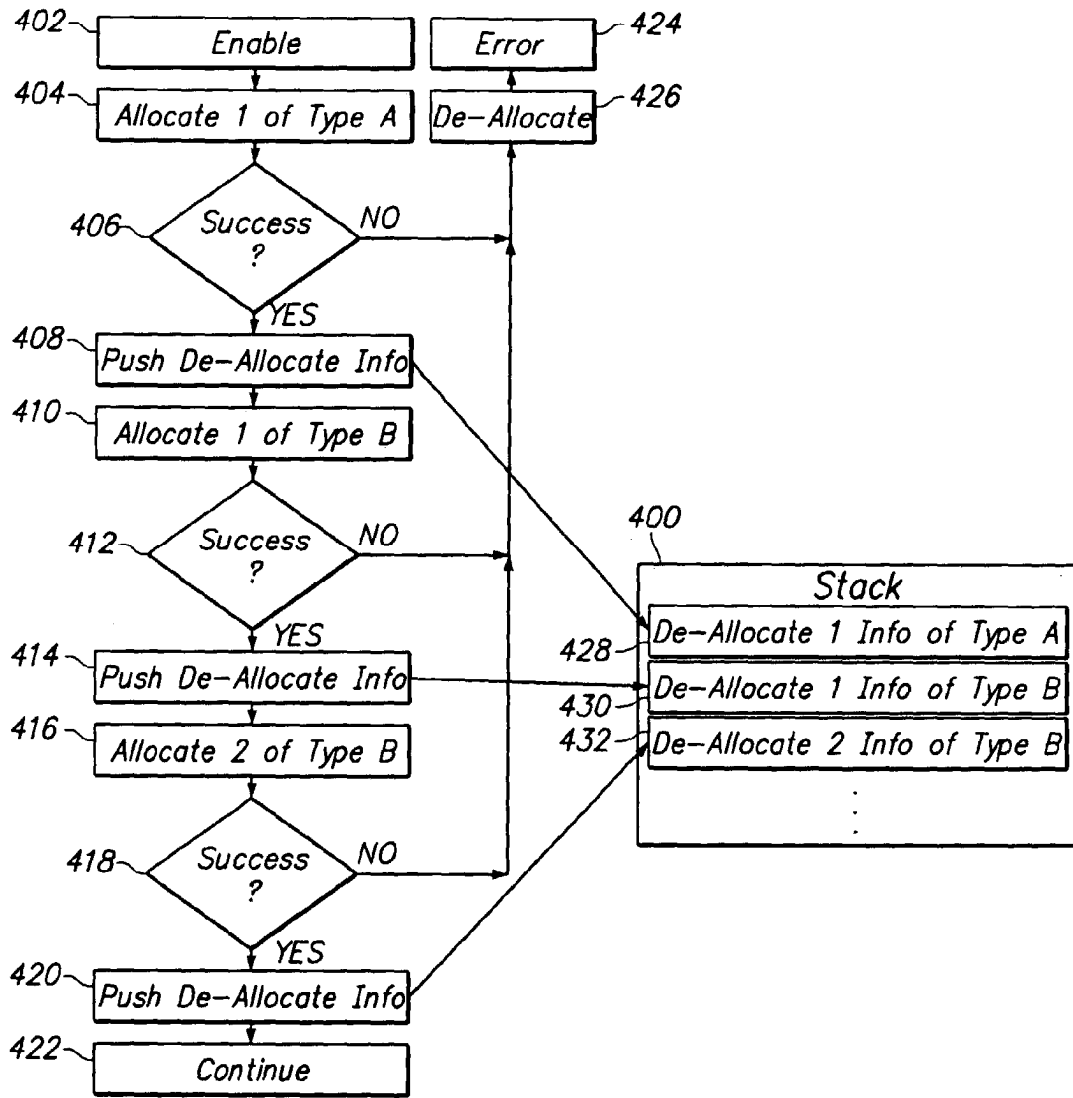 402
Enable
424
Error
404
Allocate 1 of Type A
De-Allocate
426
406
Success
?
NO
YES
408
Push De-Allocate Info
410
Allocate 1 of Type B
412
Success
?
NO
YES
400
Stack
De-Allocate 1 Info of Type A
428
De-Allocate 1 Info of Type B
430
432
De-Allocate 2 Info of Type B
414
Push De-Allocate Info
416
Allocate 2 of Type B
418
Success
?
NO
YES
420
Push De-Allocate Info
422
Continue